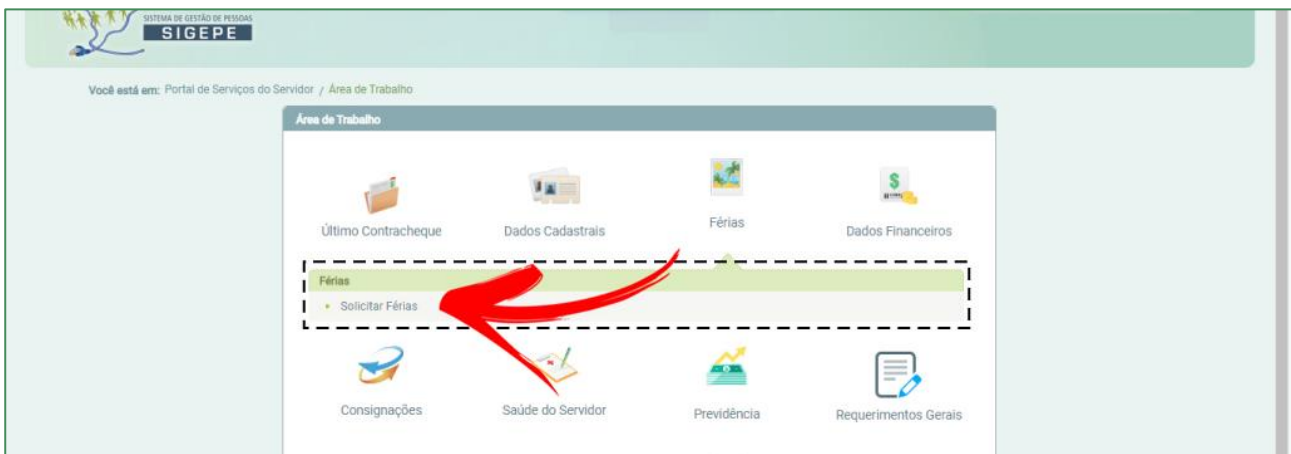 SISTEMA DE GESTÃO DE PESSOAS
SIGEPE
Você está em: Portal de Serviços do Servidor / Área de Trabalho
Área de Trabalho
Último Contracheque
Dados Cadastrais
Férias
Dados Financeiros
Férias
• Solicitar Férias
Consignações
Saúde do Servidor
Previdência
Requerimentos Gerais